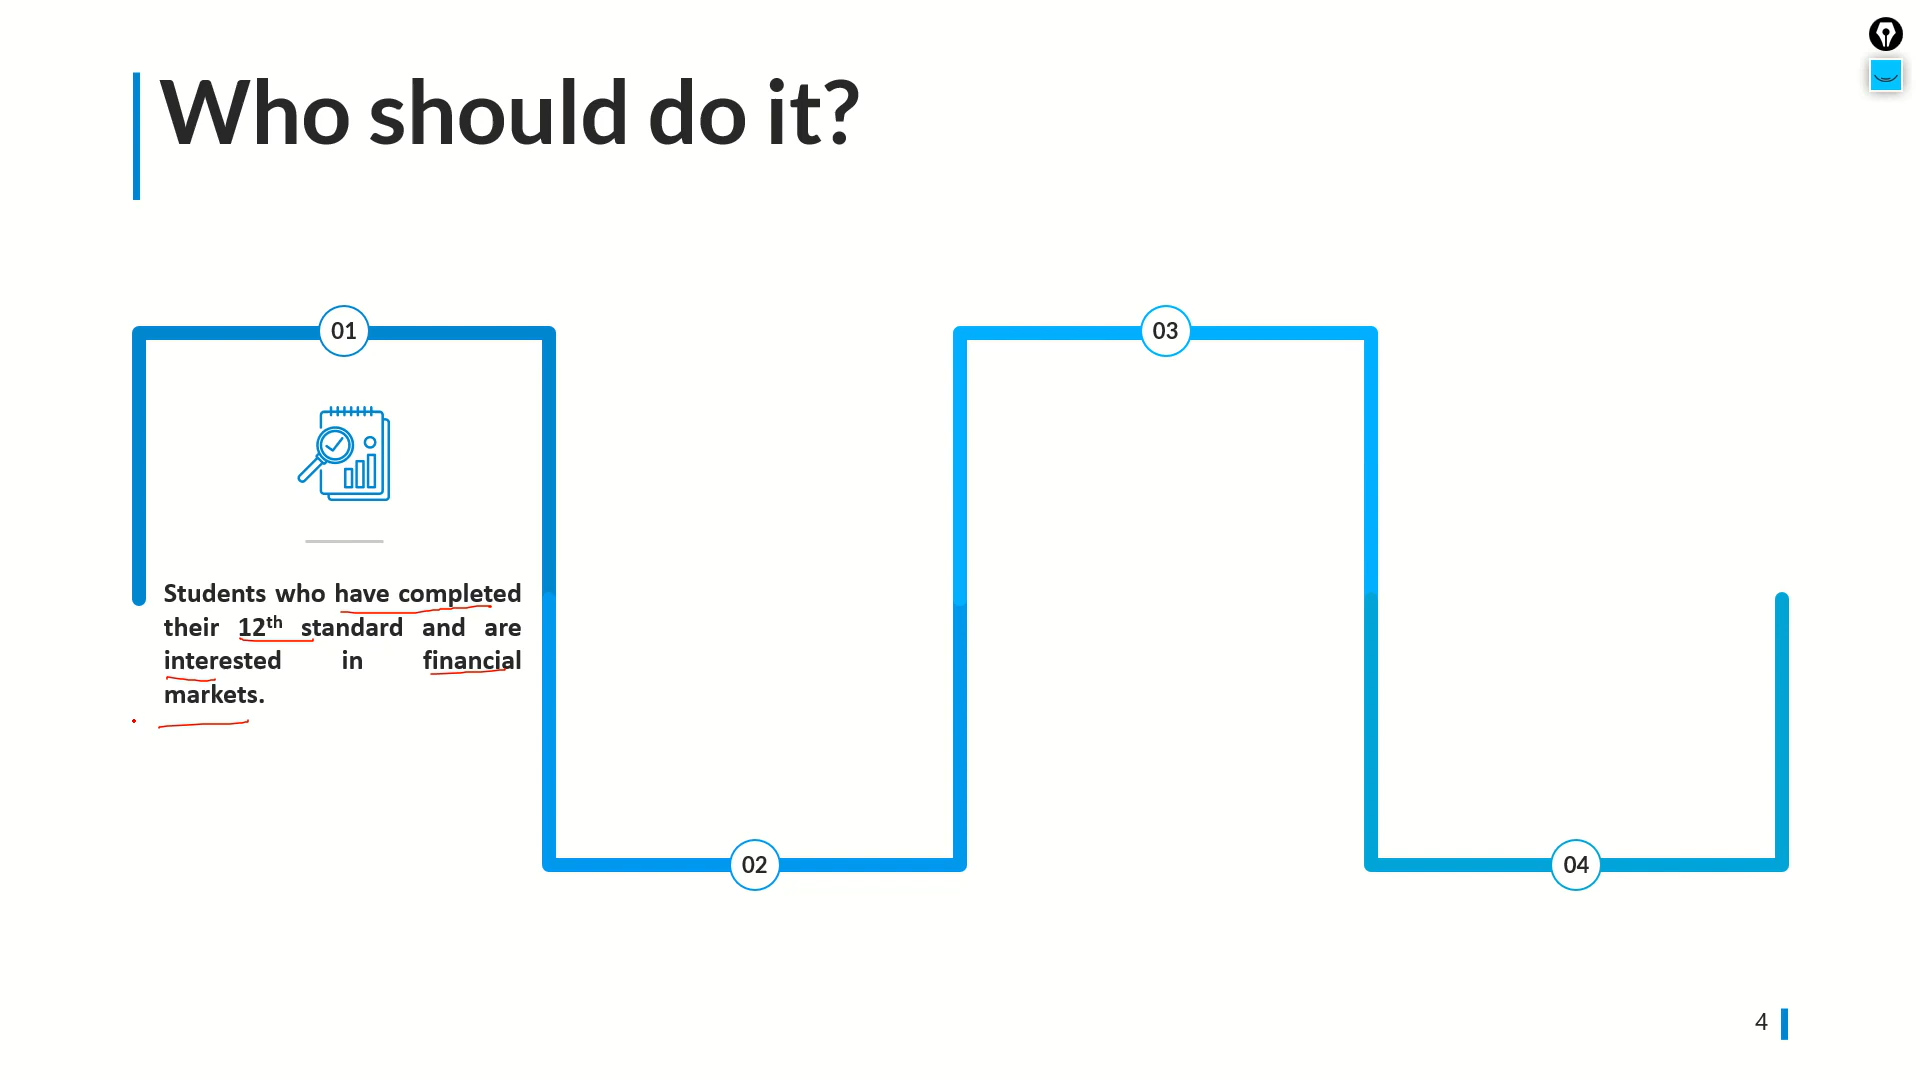 Who should do it?
01
03
Students who have completed
their 12th standard and are
interested in financial
markets.
02
04
4